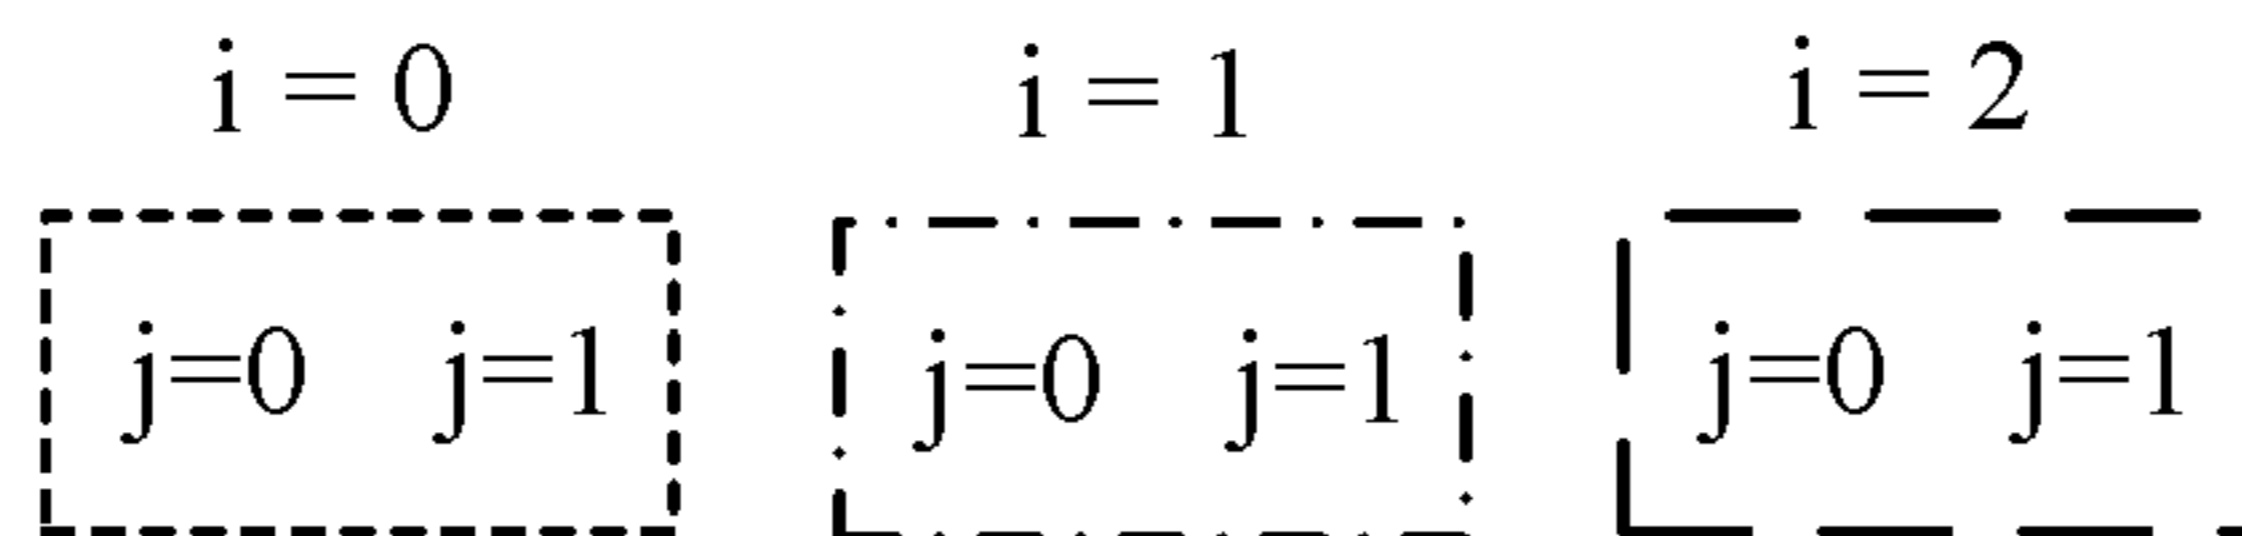 i = 0 i = 1 i = 2
j=0 j=1 j=0 j=1 j=0 j=1